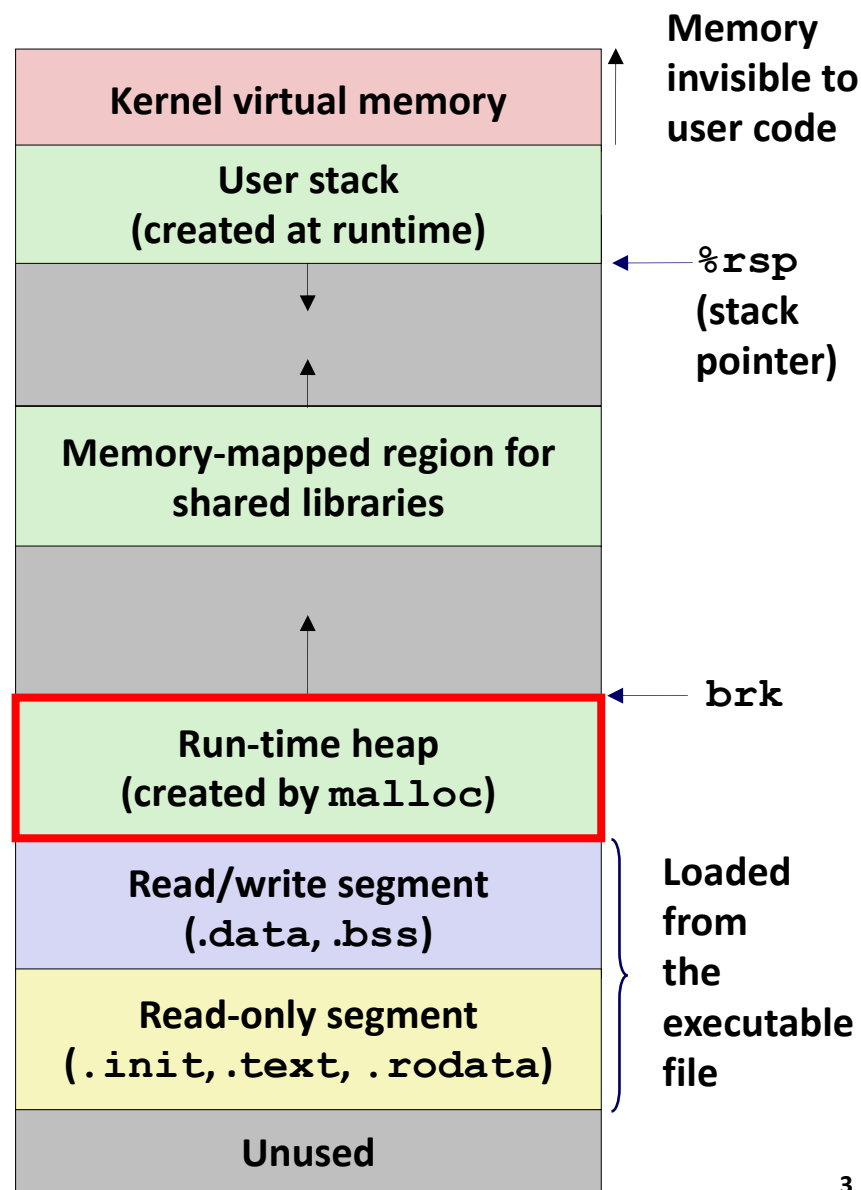 Memory
invisible to
user code
Kernel virtual memory
User stack
(created at runtime)
%rsp
(stack
pointer)
Memory-mapped region for
shared libraries
brk
Run-time heap
(created by malloc)
Read/write segment
(.data, .bss)
Read-only segment
(.init, .text, .rodata)
Loaded
from
the
executable
file
Unused
3